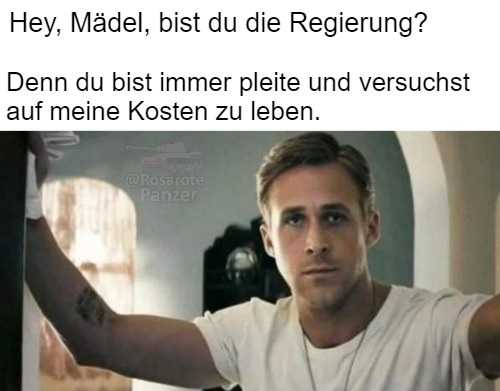 Hey, Mädel, bist du die Regierung?
Denn du bist immer pleite und versuchst
auf meine Kosten zu leben.
@Rosarote
Panzer